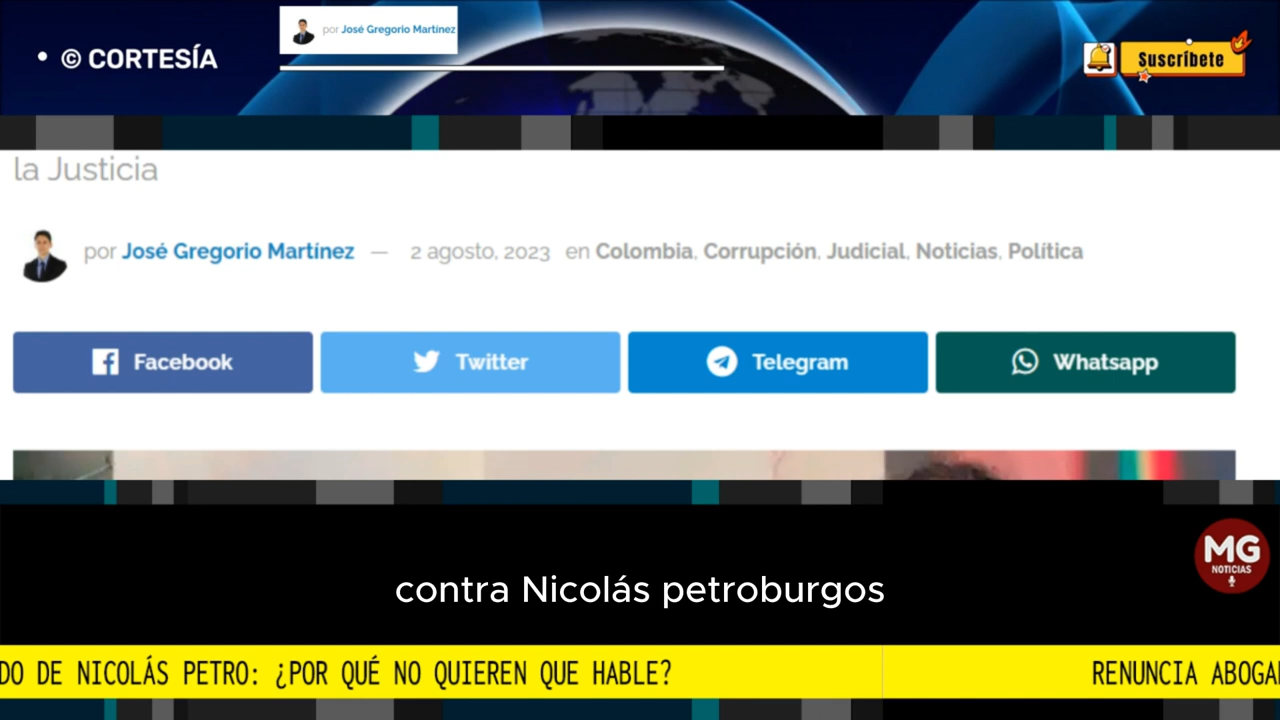 por José Gregorio Martínez
• © CORTESÍA
Suscríbete
la Justicia
por José Gregorio Martínez — 2 agosto, 2023 en Colombia, Corrupción, Judicial, Noticias, Política
Facebook
Twitter
Telegram
Whatsapp
MG
NOTICIAS
contra Nicolás petroburgos
DO DE NICOLÁS PETRO: ¿POR QUÉ NO QUIEREN QUE HABLE? RENUNCIA ABOGA